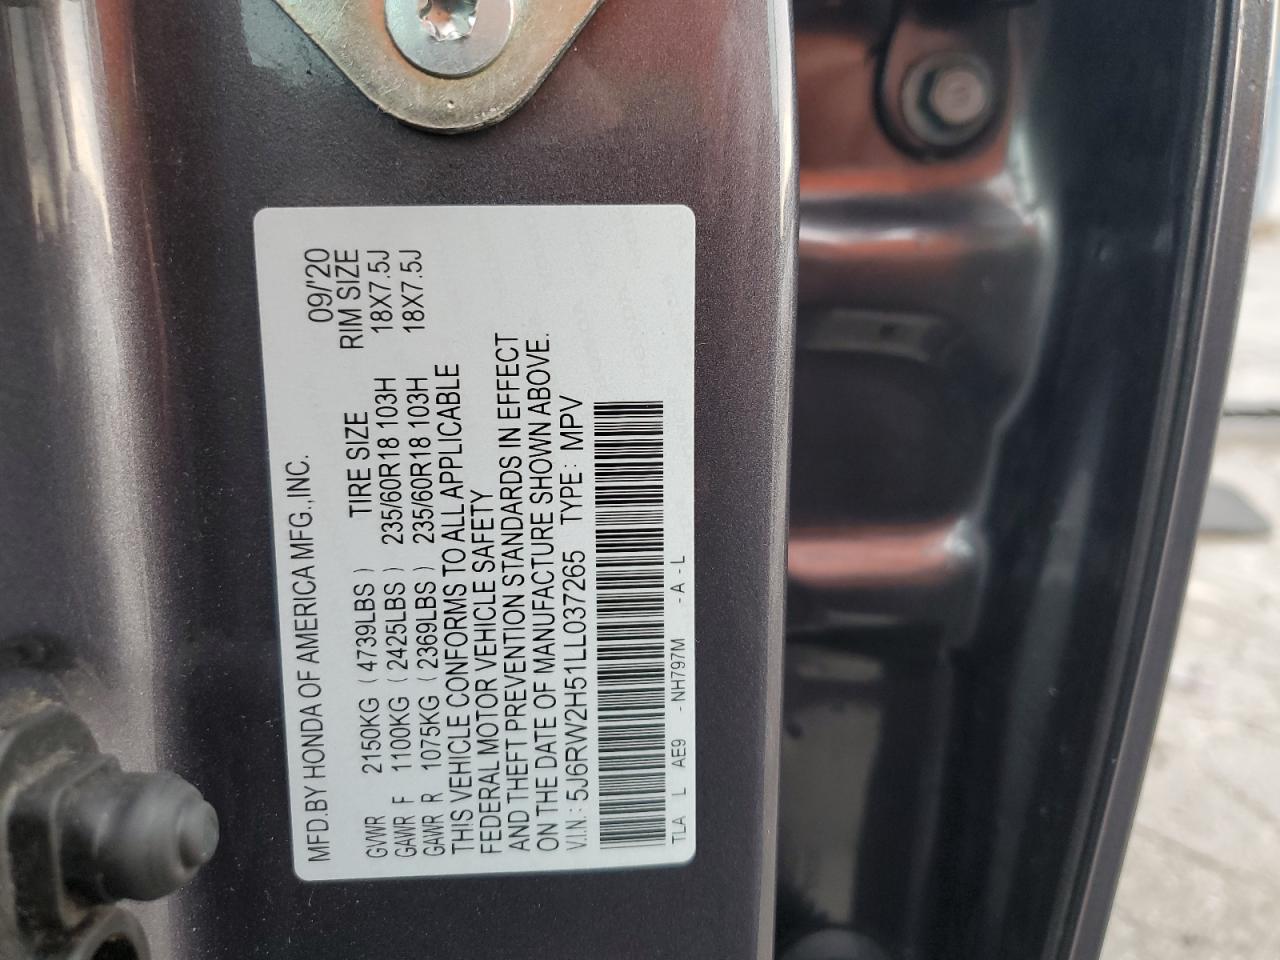 MFD.BY HONDA OF AMERICA MFG.,INC. 09/'20
TIRE SIZE RIM SIZE
GVWR 2150KG ( 4739LBS )
GAWR F 1100KG ( 2425LBS ) 235/60R18 103H 18X7.5J
GAWR R 1075KG ( 2369LBS ) 235/60R18 103H 18X7.5J
THIS VEHICLE CONFORMS TO ALL APPLICABLE
FEDERAL MOTOR VEHICLE SAFETY
AND THEFT PREVENTION STANDARDS IN EFFECT
ON THE DATE OF MANUFACTURE SHOWN ABOVE.
V.I.N.: 5J6RW2H51LL037265 TYPE: MPV
TLA L AE9 -NH797M -A-L